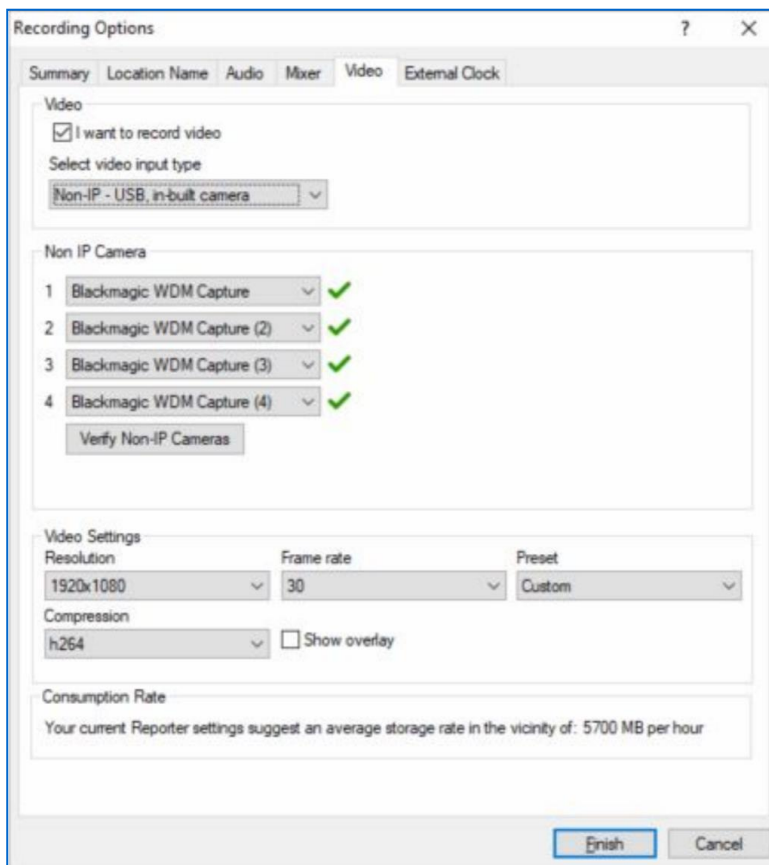 Recording Options ?
Summary Location Name Audio Mixer Video External Clock
Video
I want to record video
Select video input type
Non-IP - USB, in-built camera
Non IP Camera
1 Blackmagic WDM Capture
2 Blackmagic WDM Capture (2)
3 Blackmagic WDM Capture (3)
4 Blackmagic WDM Capture (4)
Verify Non-IP Cameras
Video Settings
Resolution Frame rate Preset
1920x1080 30 Custom
Compression
h264 Show overlay
Consumption Rate
Your current Reporter settings suggest an average storage rate in the vicinity of: 5700 MB per hour
Finish Cancel